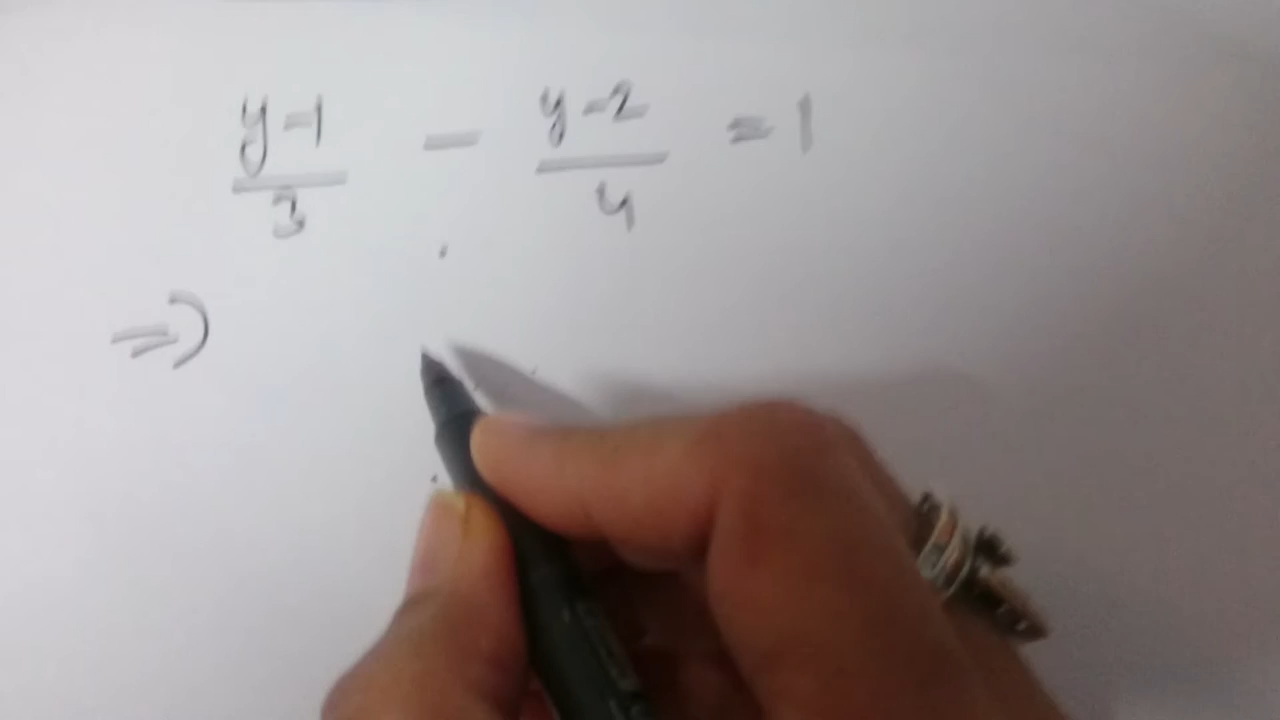 (y-1)/3 - (y-2)/4 = 1
⇒